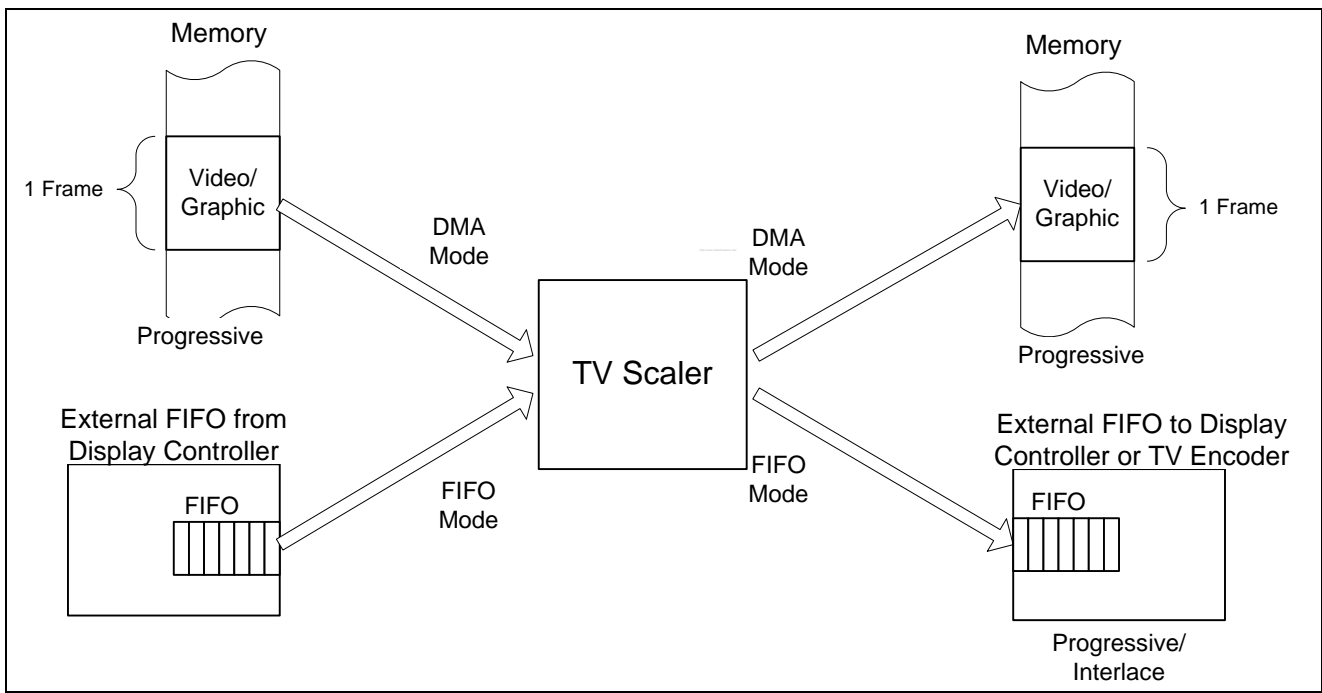 Memory
1 Frame
Video/
Graphic
Progressive
DMA
Mode
External FIFO from
Display Controller
FIFO
FIFO
Mode
TV Scaler
DMA
Mode
FIFO
Mode
Memory
Video/
Graphic
1 Frame
Progressive
External FIFO to Display
Controller or TV Encoder
FIFO
Progressive/
Interlace